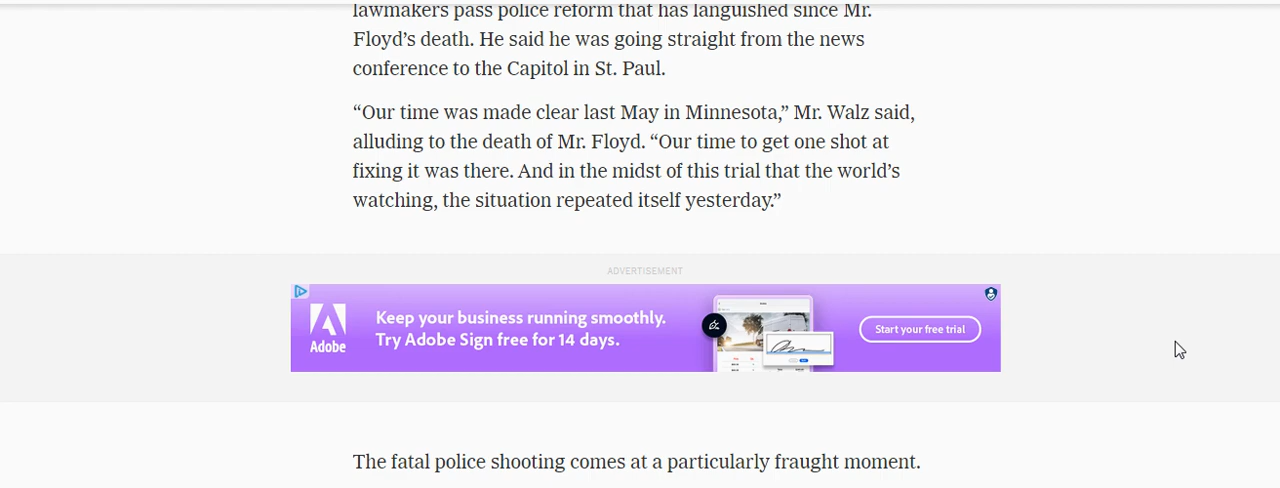 lawmakers pass police reform that has languished since Mr.
Floyd’s death. He said he was going straight from the news
conference to the Capitol in St. Paul.
“Our time was made clear last May in Minnesota,” Mr. Walz said,
alluding to the death of Mr. Floyd. “Our time to get one shot at
fixing it was there. And in the midst of this trial that the world’s
watching, the situation repeated itself yesterday.”
ADVERTISEMENT
Adobe
Keep your business running smoothly.
Try Adobe Sign free for 14 days.
Start your free trial
The fatal police shooting comes at a particularly fraught moment.